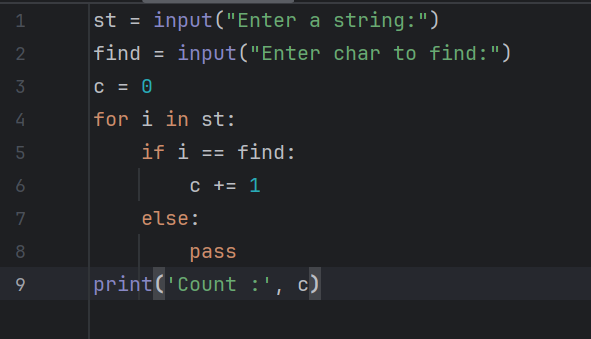 1 st = input("Enter a string:")
2 find = input("Enter char to find:")
3 c = 0
4 for i in st:
5     if i == find:
6         c += 1
7     else:
8         pass
9 print('Count :', c)